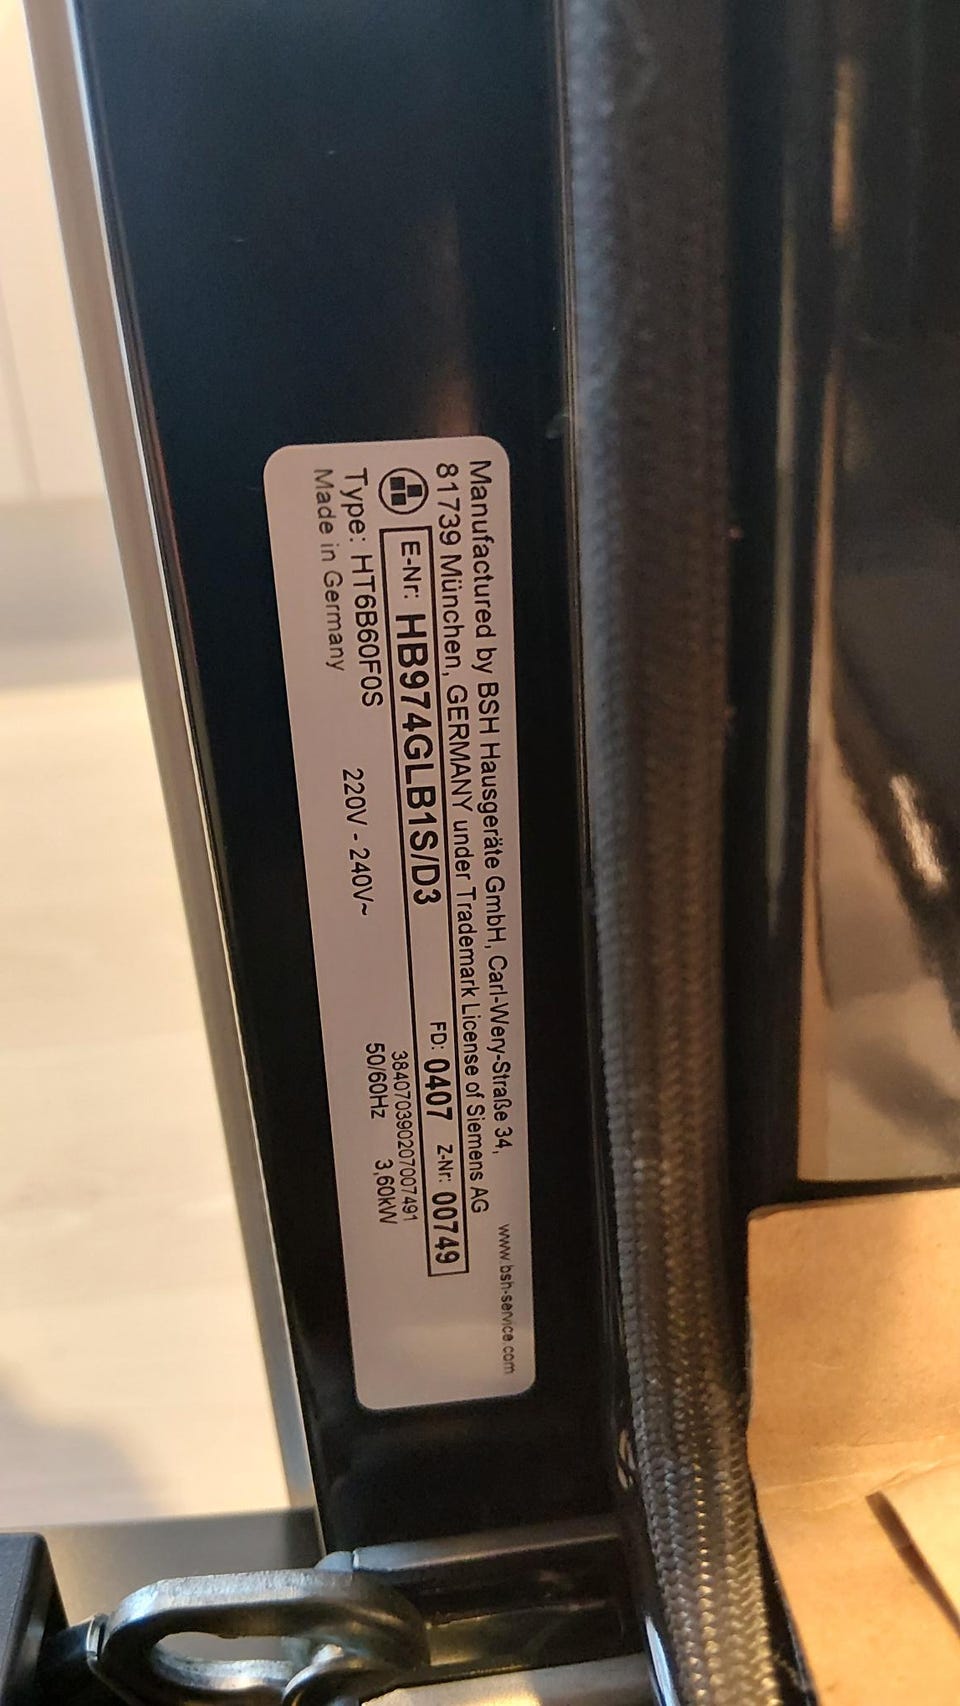 Manufactured by BSH Hausgeräte GmbH, Carl-Wery-Straße 34,
81739 München, GERMANY under Trademark License of Siemens AG
www.bsh-service.com
E-Nr: HB974GLB1S/D3 FD: 0407 Z-Nr: 00749
384070390207007491
Type: HT6B60F0S 220V - 240V~ 50/60Hz 3,60kW
Made in Germany